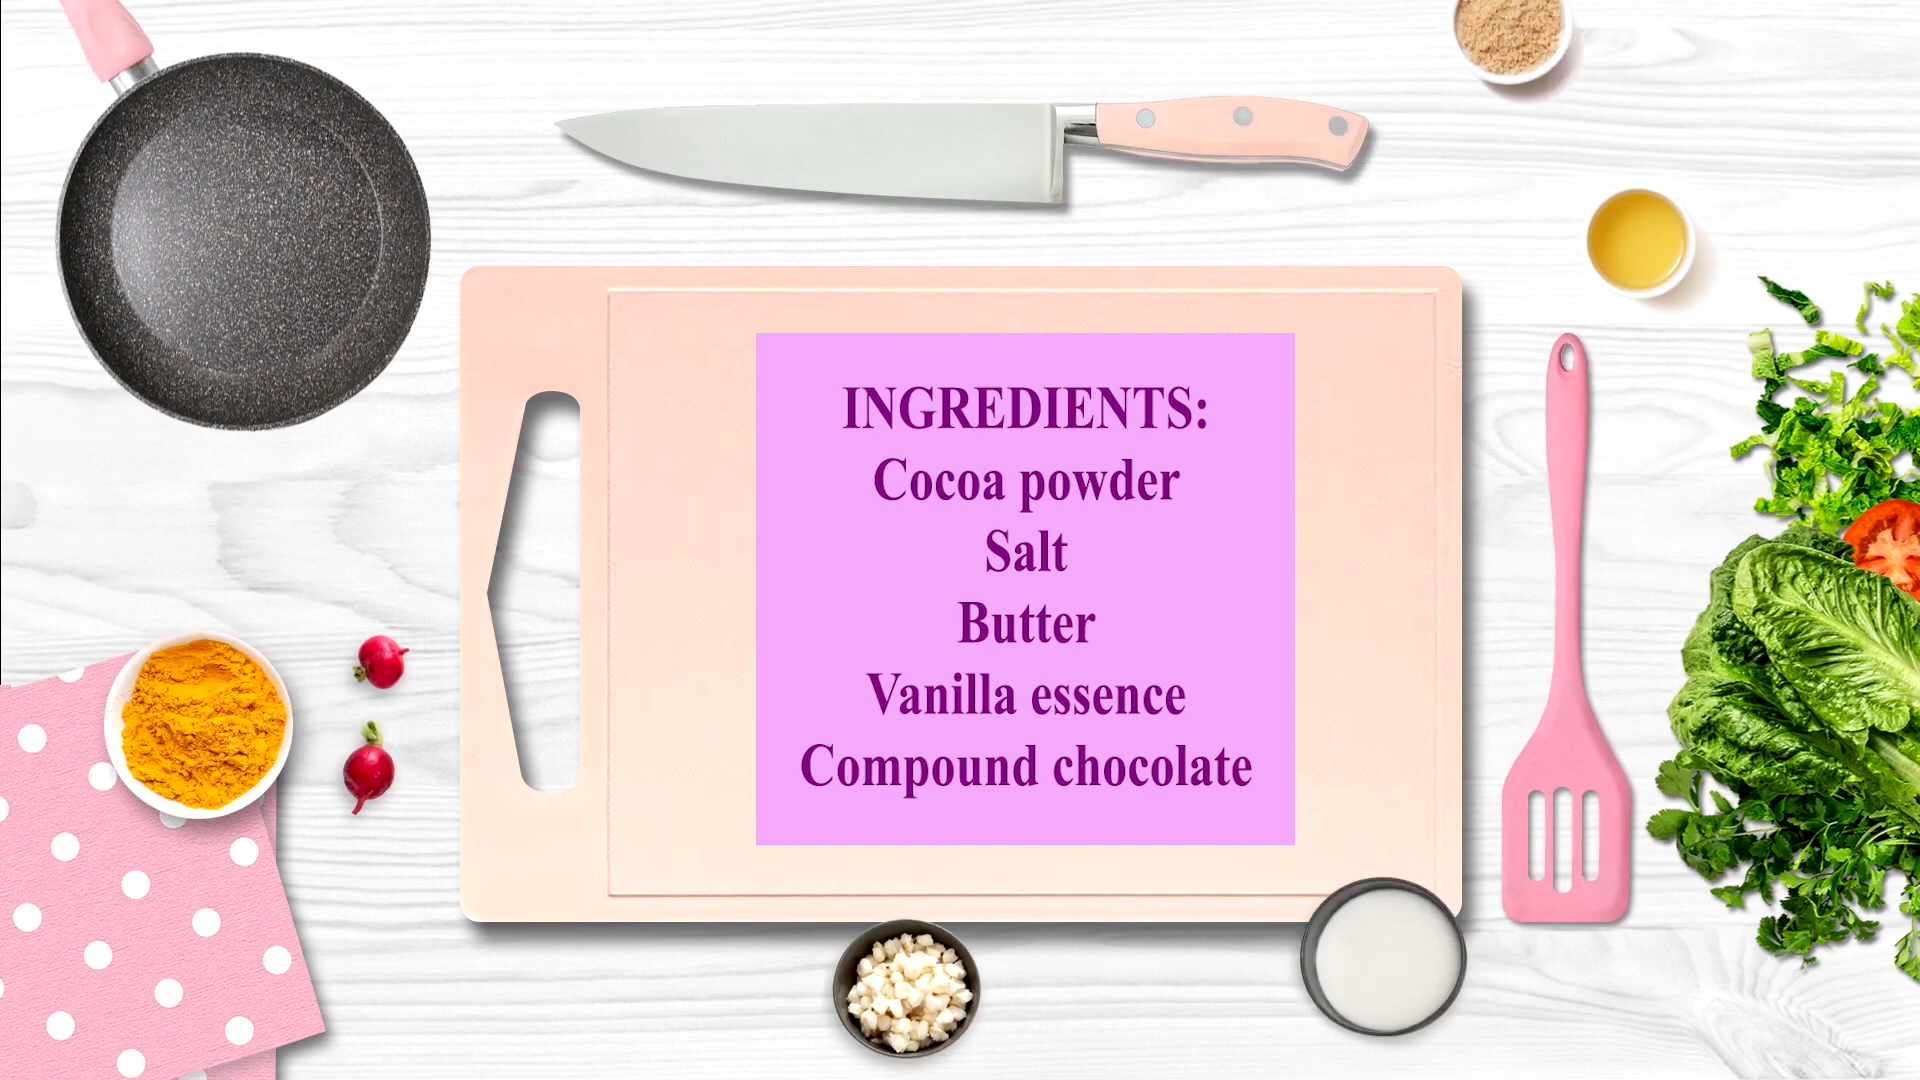 INGREDIENTS:
Cocoa powder
Salt
Butter
Vanilla essence
Compound chocolate